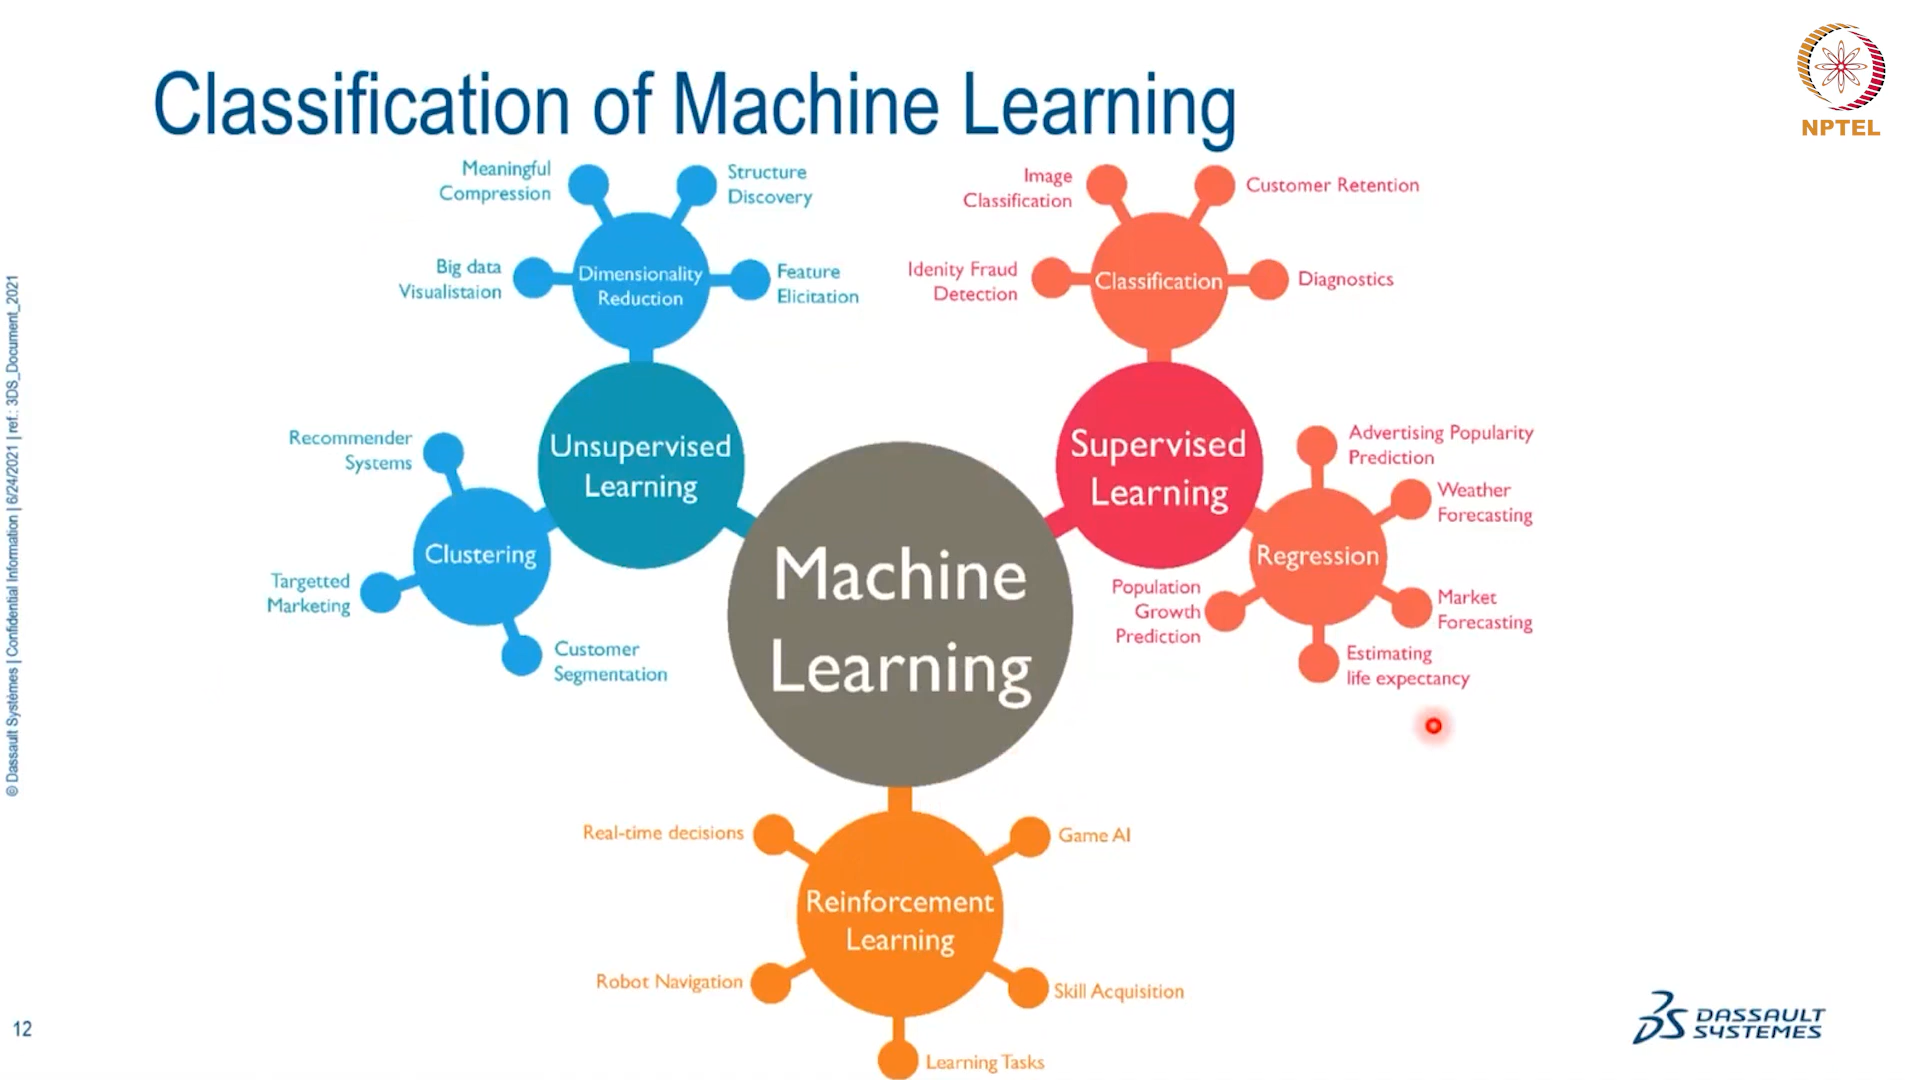 Classification of Machine Learning
NPTEL
Meaningful
Compression
Structure
Discovery
Big data
Visualistaion
Dimensionality
Reduction
Feature
Elicitation
Image
Classification
Customer Retention
Idenity Fraud
Detection
Classification
Diagnostics
Recommender
Systems
Unsupervised
Learning
Clustering
Targetted
Marketing
Customer
Segmentation
Supervised
Learning
Advertising Popularity
Prediction
Weather
Forecasting
Regression
Population
Growth
Prediction
Market
Forecasting
Estimating
life expectancy
Machine
Learning
Real-time decisions
Game AI
Reinforcement
Learning
Robot Navigation
Skill Acquisition
Learning Tasks
© Dassault Systèmes | Confidential Information | 6/24/2021 | ref.: 3DS_Document_2021
12
DASSAULT
SYSTEMES